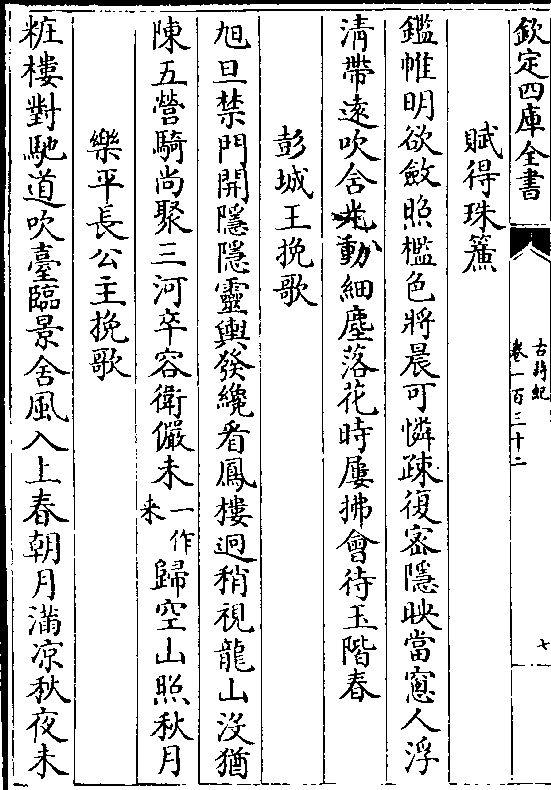 欽定四庫全書
古詩紀
卷一百三十二
七
賦得珠簾
鑑帷明欲斂照檻色將晨可憐疎復密隱映當窻人浮
清帶遠吹含光動細塵落花時屢拂會待玉階春
彭城王挽歌
旭旦禁門開隱隱靈輿發纔看鳳樓迥稍視龍山沒猶
陳五營騎尚聚三河卒容衛儼未一作来歸空山照秋月
樂平長公主挽歌
粧樓對馳道吹臺臨景舍風入上春朝月滿凉秋夜未